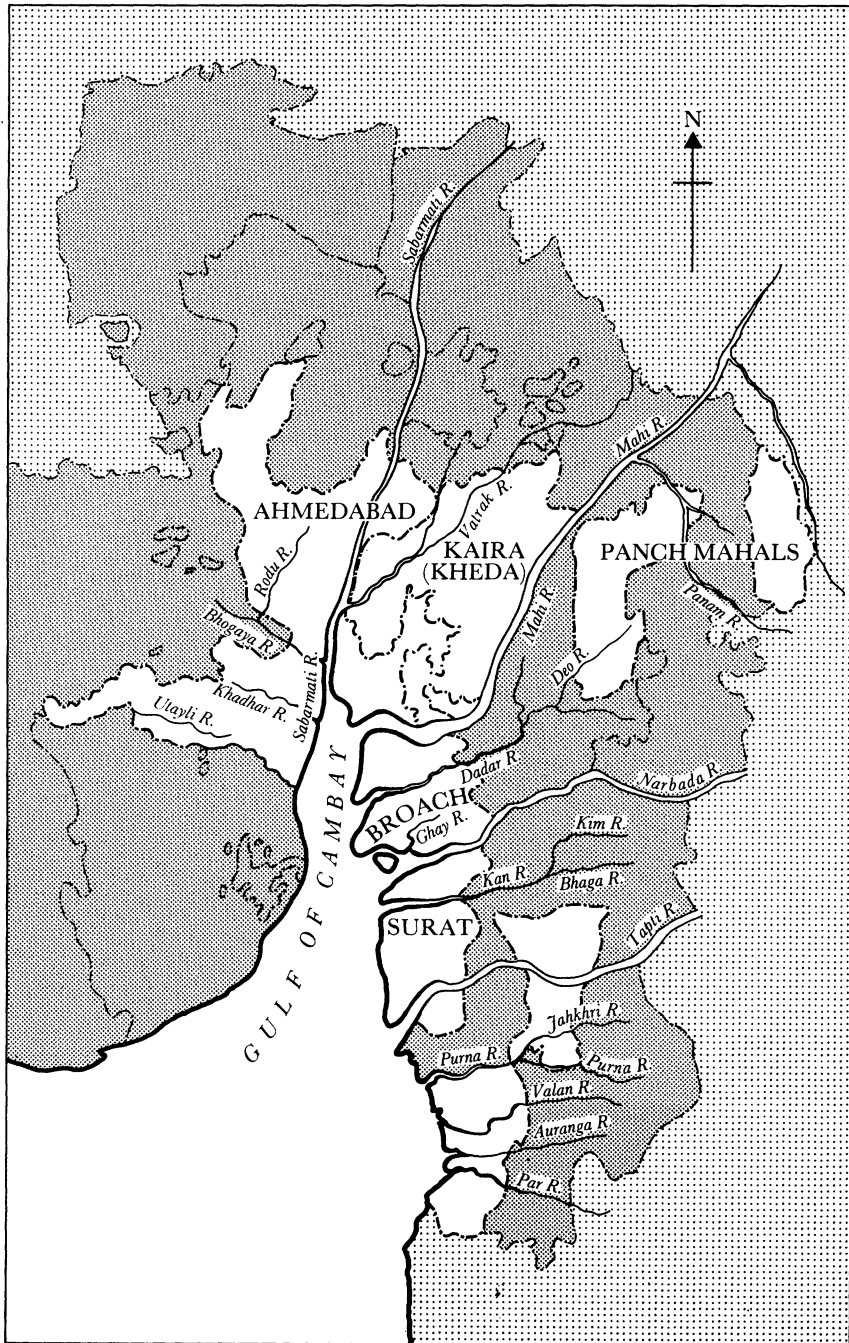 N
Sabarmati R.
Mahi R.
AHMEDABAD
Vatrak R.
KAIRA
(KHEDA)
PANCH MAHALS
Rodu R.
Mahi R.
Panam R.
Bhogaya R.
Deo R.
Sabarmati R.
Khadhar R.
Utayli R.
Dadar R.
Narbada R.
BROACH
Ghay R.
Kim R.
Kan R.
Bhaga R.
GULF OF CAMBAY
SURAT
Tapti R.
Jahkhri R.
Purna R.
Purna R.
Valan R.
Auranga R.
Par R.